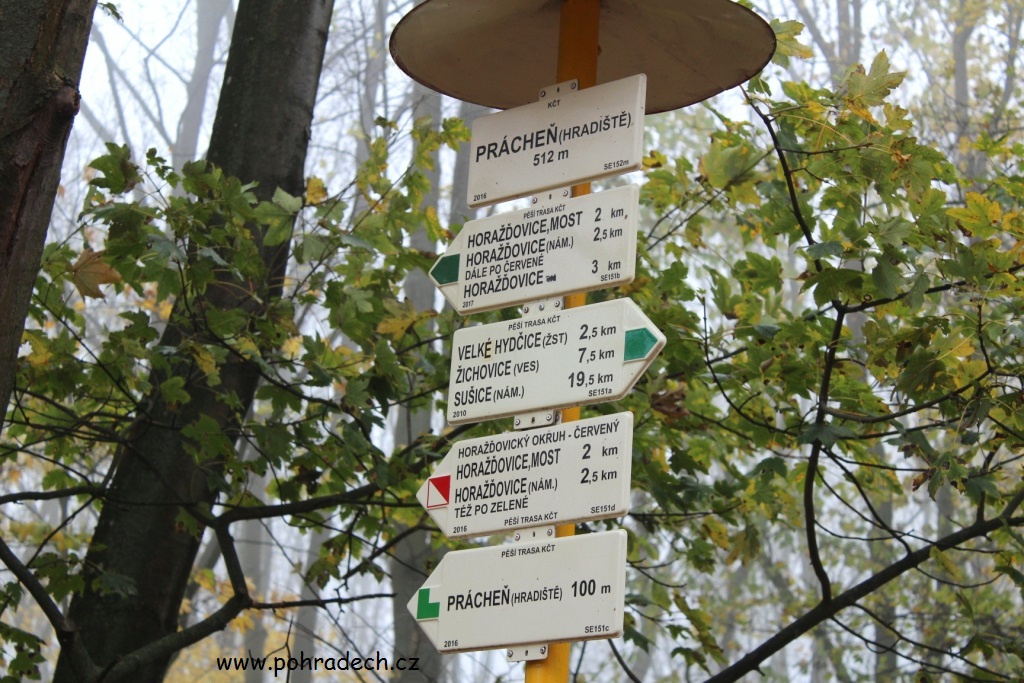 KČT
PRÁCHEŇ(HRADIŠTĚ)
512 m
2016 SE152m
PĚŠÍ TRASA KČT
HORAŽĎOVICE,MOST 2 km
HORAŽĎOVICE(NÁM.) 2,5 km
DÁLE PO ČERVENÉ
HORAŽĎOVICE 3 km
2017 SE151b
PĚŠÍ TRASA KČT
VELKÉ HYDČICE(ŽST) 2,5 km
ŽICHOVICE(VES) 7,5 km
SUŠICE(NÁM.) 19,5 km
2010 SE151a
HORAŽĎOVICKÝ OKRUH - ČERVENÝ
HORAŽĎOVICE,MOST 2 km
HORAŽĎOVICE(NÁM.) 2,5 km
TÉŽ PO ZELENÉ
2016 PĚŠÍ TRASA KČT SE151d
PĚŠÍ TRASA KČT
PRÁCHEŇ(HRADIŠTĚ) 100 m
2016 SE151c
www.pohradech.cz